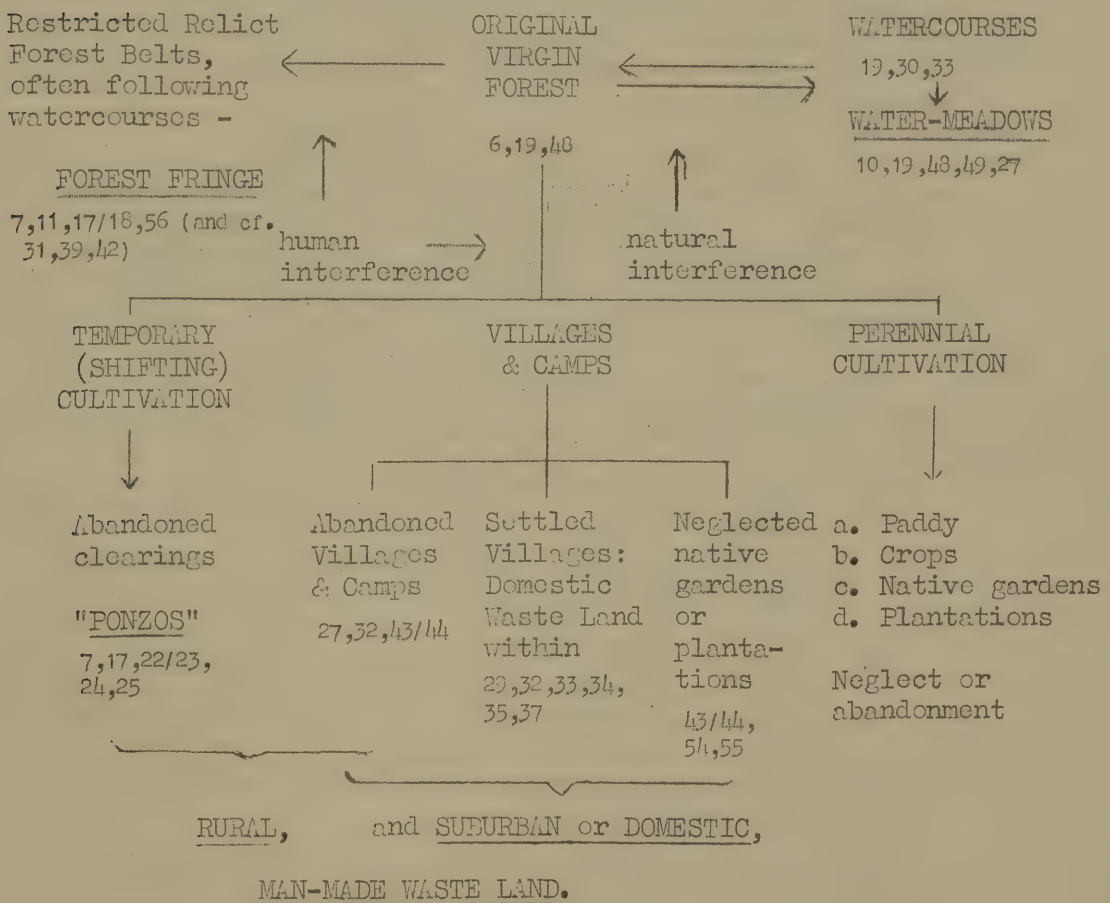 Restricted Relict
Forest Belts,
often following
watercourses -
FOREST FRINGE
7,11,17/18,56 (and cf.
31,39,42)
ORIGINAL
VIRGIN
FOREST
6,19,48
WATERCOURSES
19,30,33
WATER-MEADOWS
10,19,48,49,27
human
interference
natural
interference
TEMPORARY
(SHIFTING)
CULTIVATION
VILLAGES
& CAMPS
PERENNIAL
CULTIVATION
Abandoned
clearings
"PONZOS"
7,17,22/23,
24,25
Abandoned
Villages
& Camps
27,32,43/44
Settled
Villages:
Domestic
Waste Land
within
29,32,33,34,
35,37
Neglected
native
gardens
or
planta-
tions
43/44,
54,55
a. Paddy
b. Crops
c. Native gardens
d. Plantations
Neglect or
abandonment
RURAL, and SUBURBAN or DOMESTIC,
MAN-MADE WASTE LAND.